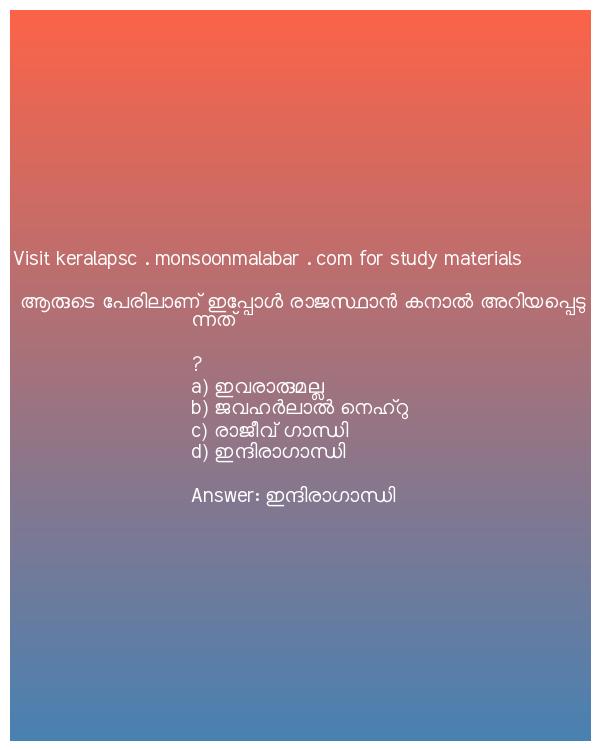 Visit keralapsc . monsoonmalabar . com for study materials
ആരുടെ പേരിലാണ് ഇപ്പോൾ രാജസ്ഥാൻ കനാൽ അറിയപ്പെടു
ന്നത്
?
a) ഇവരാരുമല്ല
b) ജവഹർലാൽ നെഹ്റു
c) രാജീവ് ഗാന്ധി
d) ഇന്ദിരാഗാന്ധി
Answer: ഇന്ദിരാഗാന്ധി